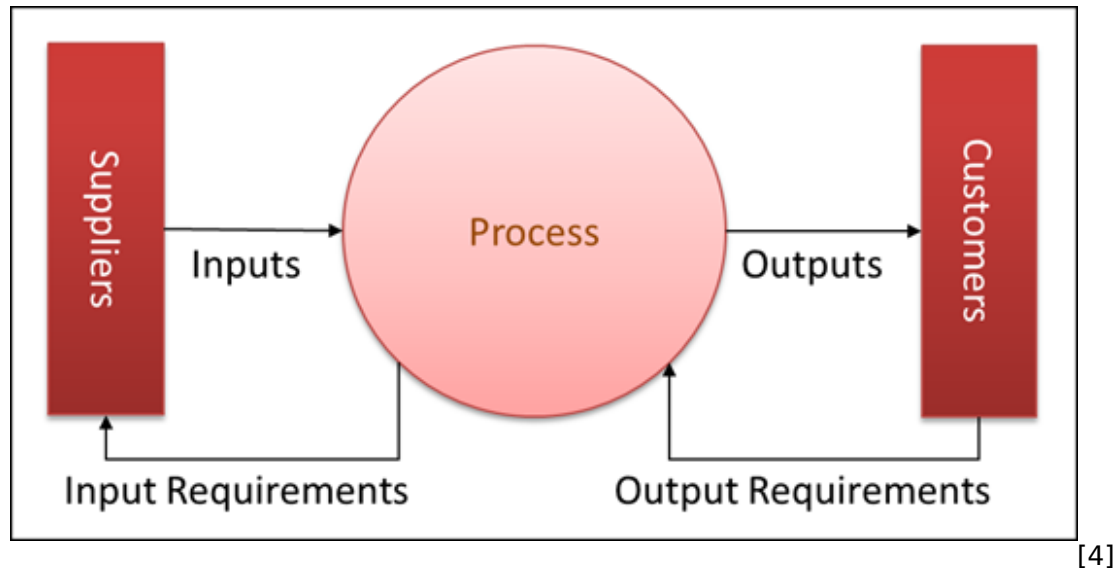 Suppliers
Inputs
Process
Outputs
Customers
Input Requirements
Output Requirements
[4]